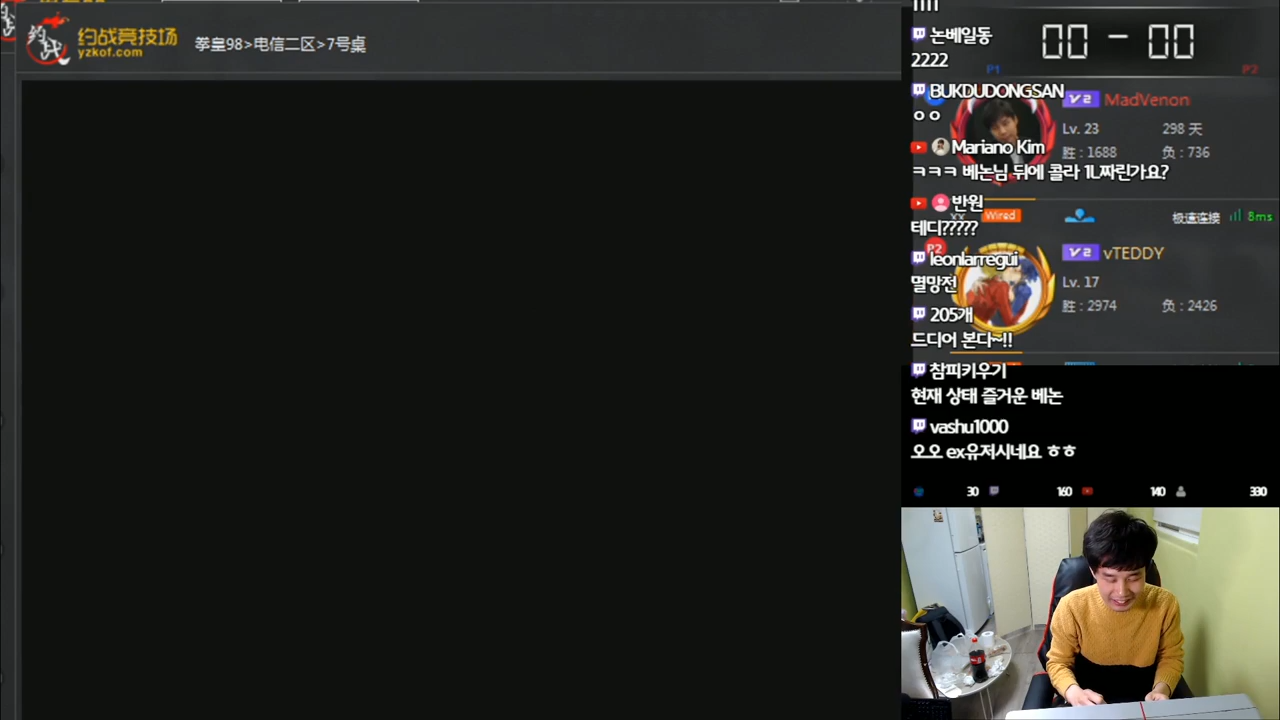 约战竞技场
yzkof.com
拳皇98>电信二区>7号桌
00 - 00
P1
P2
논베일동
2222
BUKDUDONGSAN
ㅇㅇ
V2 MadVenon
Lv. 23
298 天
胜 : 1688
负 : 736
Mariano Kim
ㅋㅋㅋ 베논님 뒤에 콜라 1L짜린가요?
반원
테디?????
Wired
极速连接
8ms
P2
V2 vTEDDY
Lv. 17
胜 : 2974
负 : 2426
leonlarregui
멸망전
205개
드디어 본다~!!
참피키우기
현재 상태 즐거운 베논
vashu1000
오오 ex유저시네요 ㅎㅎ
30
160
140
330